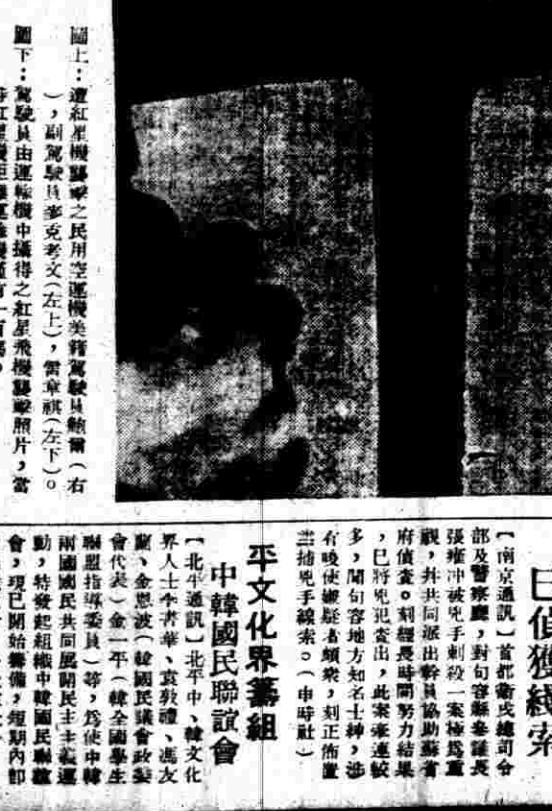 圖上：遭紅星機襲擊之民用空運機美籍駕駛員鮑爾（右
），副駕駛員麥克考文（左上），雷章祺（左下）。
圖下：駕駛員由運輸機中攝得之紅星飛機襲擊照片，當
已偵獲綫索
【南京通訊】首都衛戍總司令
部及警察廳，對句容縣參議長
張雍冲被兇手刺殺一案極爲重
視，幷共同派出幹員協助蘇省
府偵查。刻經長時間努力結果
，已將兇犯査出，此案牽連較
多，聞句容地方知名士紳，涉
有唆使嫌疑者頗衆，刻正佈置
捕兇手線索。（申時社）
平文化界籌組
中韓國民聯誼會
【北平通訊】北平中、韓文化
界人士李書華、袁敦禮、馮友
蘭、金恩波（韓國民議會政委
會代表）金一平（韓全國學生
聯盟指導委員）等，爲使中韓
兩國國民共同展開民主主義運
動，特發起組織中韓國民聯誼
會，現已開始籌備，短期內卽